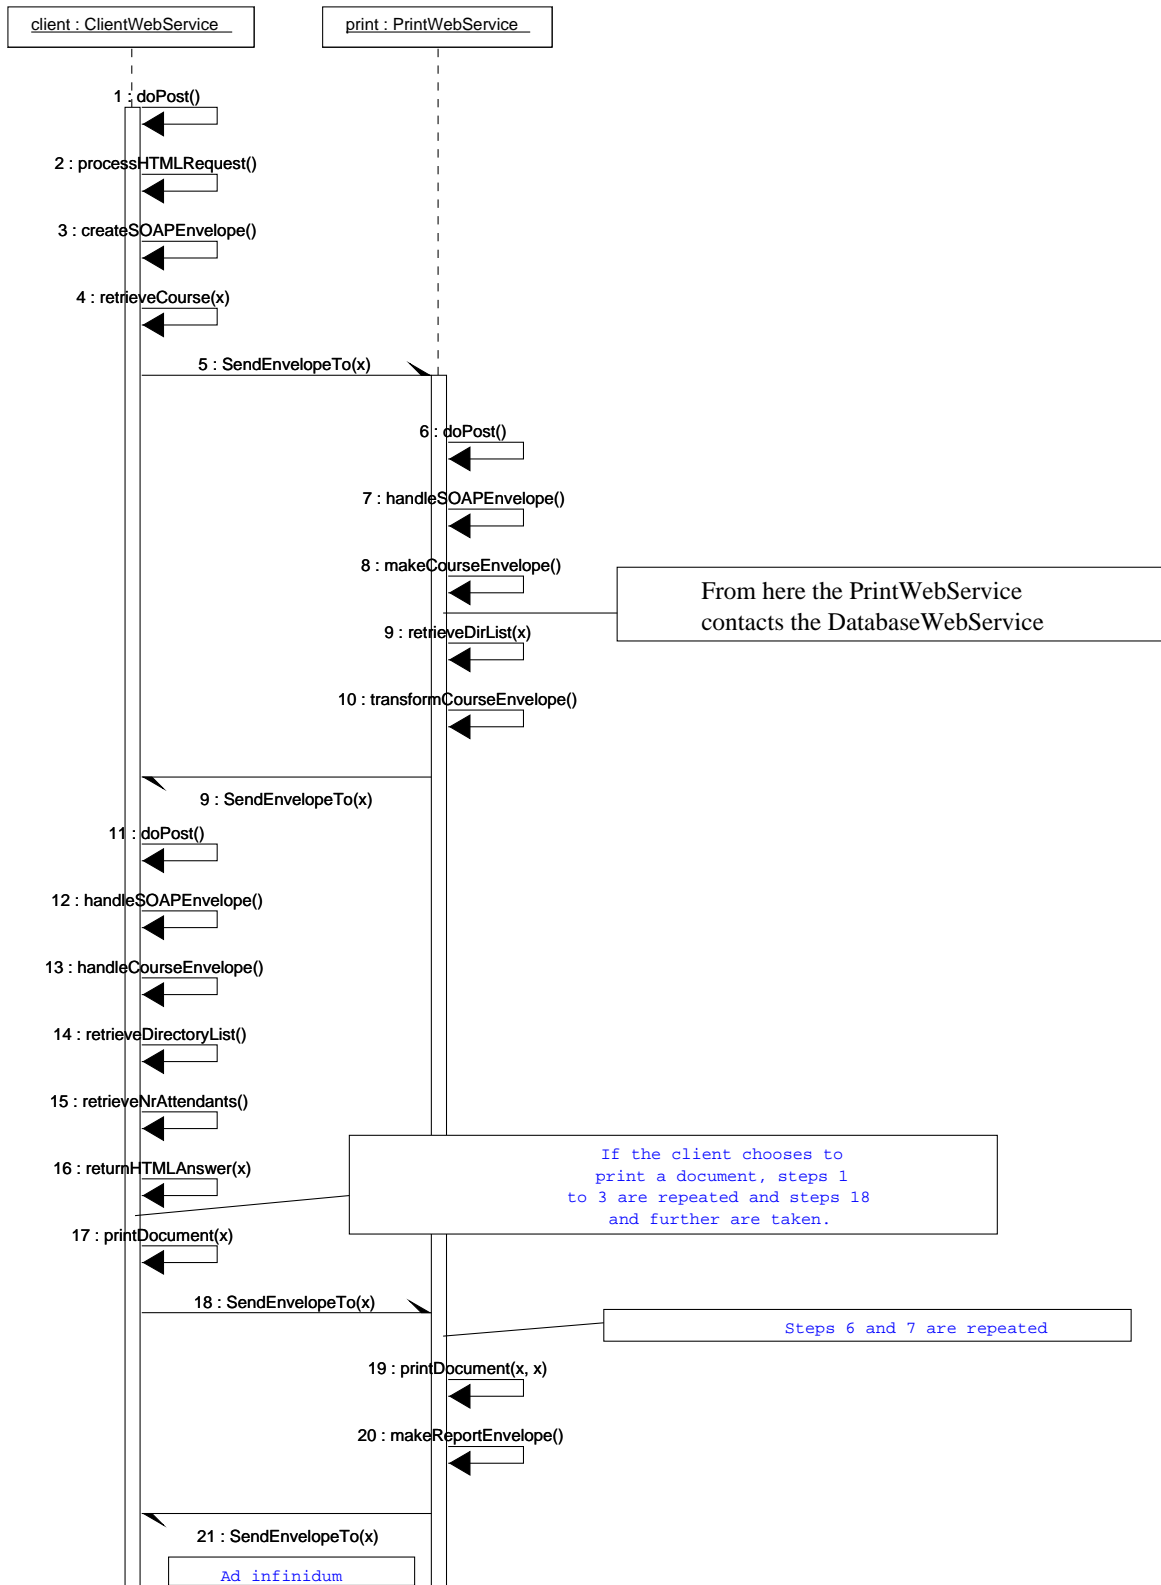 client : ClientWebService
print : PrintWebService
1 : doPost()
2 : processHTMLRequest()
3 : createSOAPEnvelope()
4 : retrieveCourse(x)
5 : SendEnvelopeTo(x)
6 : doPost()
7 : handleSOAPEnvelope()
8 : makeCourseEnvelope()
From here the PrintWebService
contacts the DatabaseWebService
9 : retrieveDirList(x)
10 : transformCourseEnvelope()
9 : SendEnvelopeTo(x)
11 : doPost()
12 : handleSOAPEnvelope()
13 : handleCourseEnvelope()
14 : retrieveDirectoryList()
15 : retrieveNrAttendants()
16 : returnHTMLAnswer(x)
If the client chooses to
print a document, steps 1
to 3 are repeated and steps 18
and further are taken.
17 : printDocument(x)
18 : SendEnvelopeTo(x)
Steps 6 and 7 are repeated
19 : printDocument(x, x)
20 : makeReportEnvelope()
21 : SendEnvelopeTo(x)
Ad infinidum